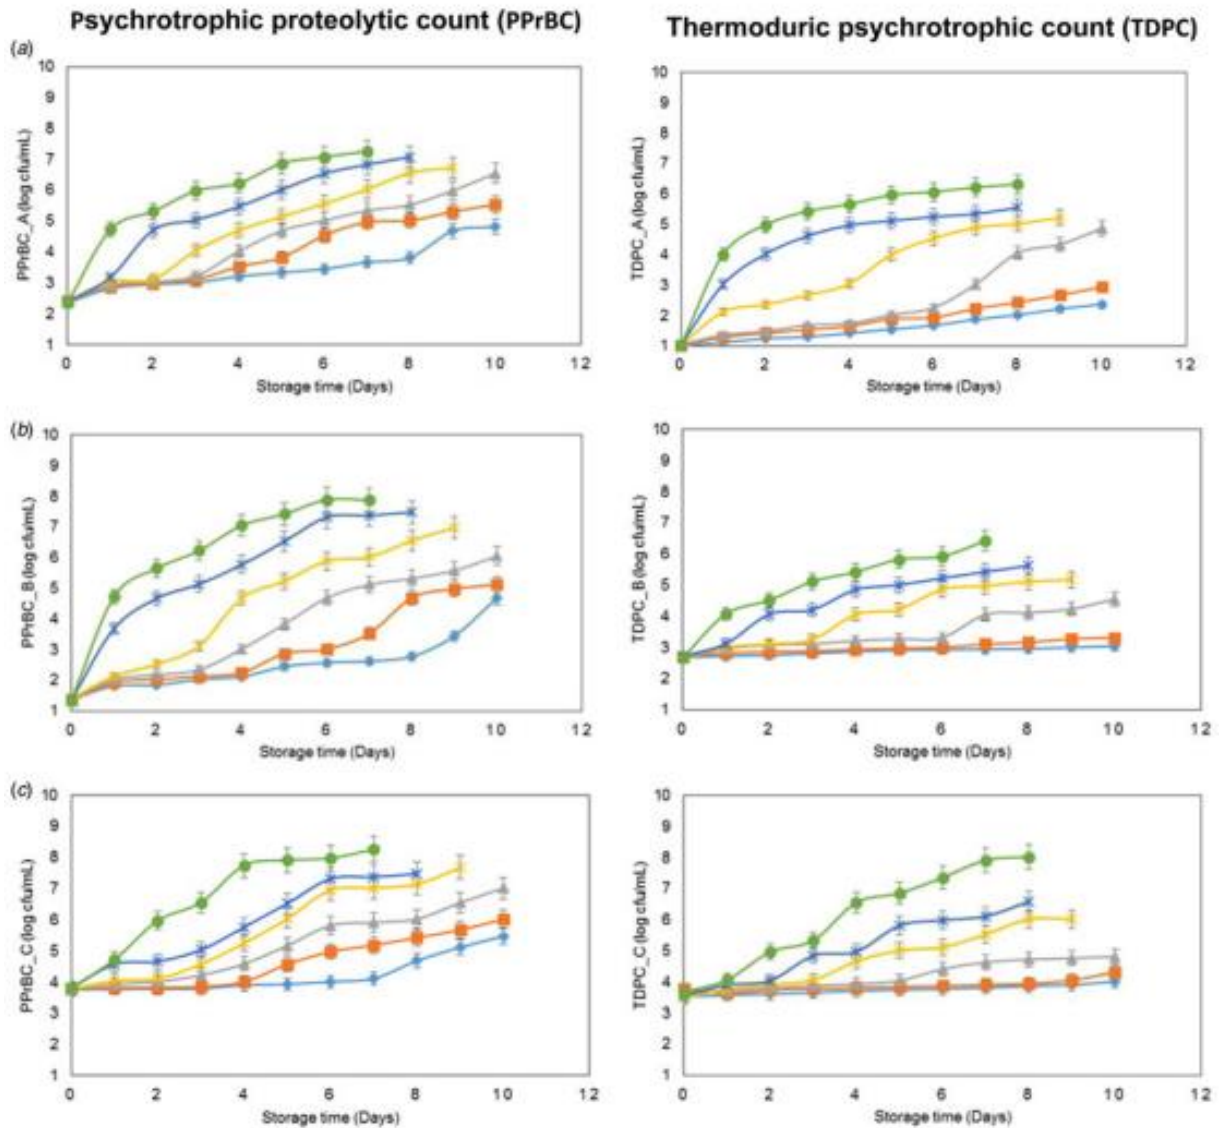 Psychrotrophic proteolytic count (PPrBC)
Thermoduric psychrotrophic count (TDPC)
(a)
PPrBC_A (log cfu/mL)
10
9
8
7
6
5
4
3
2
1
0 2 4 6 8 10 12
Storage time (Days)
TDPC_A (log cfu/mL)
10
9
8
7
6
5
4
3
2
1
0 2 4 6 8 10 12
Storage time (Days)
(b)
PPrBC_B (log cfu/mL)
10
9
8
7
6
5
4
3
2
1
0 2 4 6 8 10 12
Storage time (Days)
TDPC_B (log cfu/mL)
10
9
8
7
6
5
4
3
2
1
0 2 4 6 8 10 12
Storage time (Days)
(c)
PPrBC_C (log cfu/mL)
10
9
8
7
6
5
4
3
2
1
0 2 4 6 8 10 12
Storage time (Days)
TDPC_C (log cfu/mL)
10
9
8
7
6
5
4
3
2
1
0 2 4 6 8 10 12
Storage time (Days)